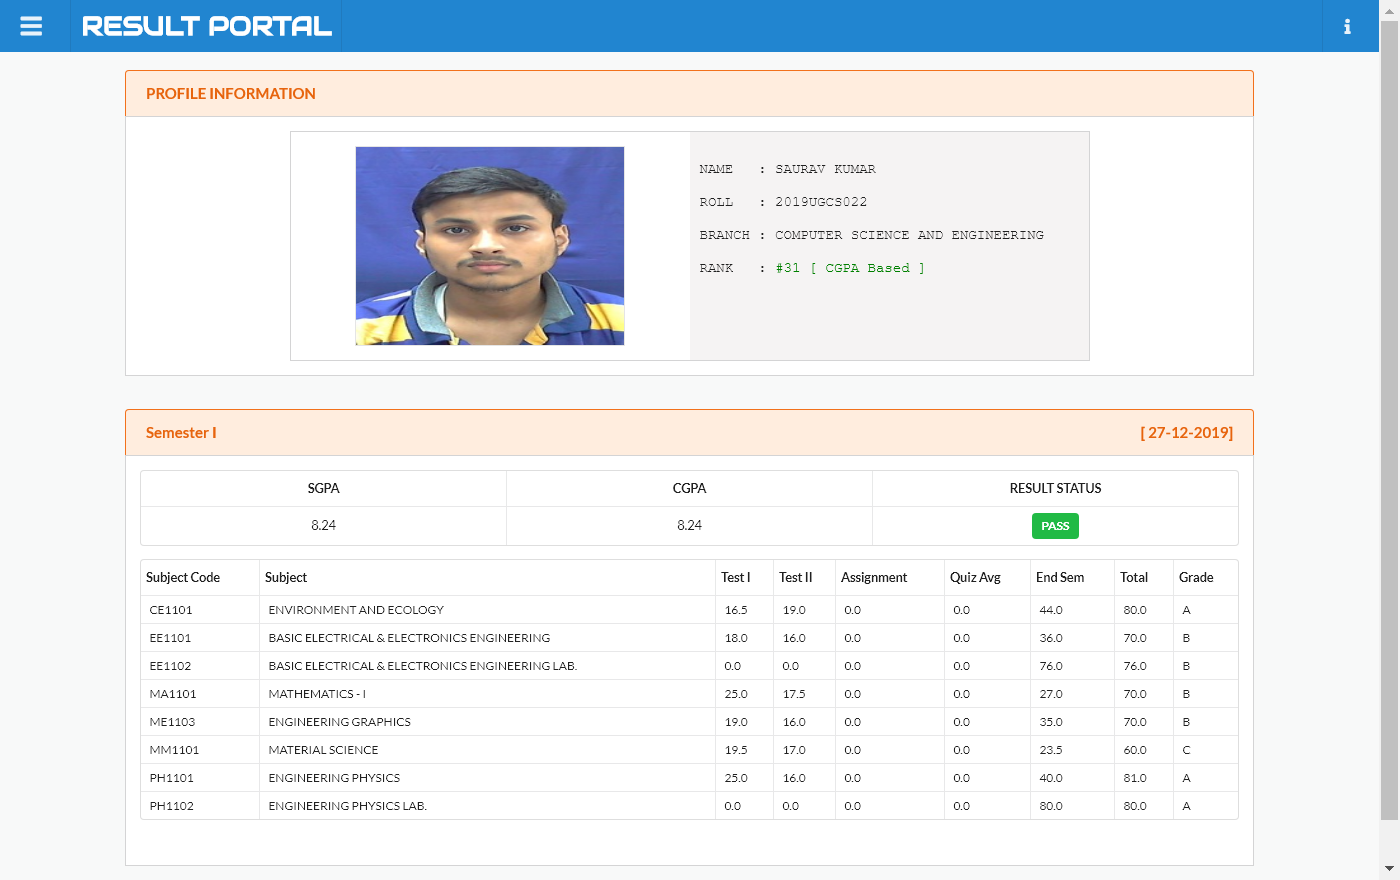 RESULT PORTAL
PROFILE INFORMATION
NAME : SAURAV KUMAR
ROLL : 2019UGCS022
BRANCH : COMPUTER SCIENCE AND ENGINEERING
RANK : #31 [ CGPA Based ]
Semester I [ 27-12-2019]
SGPA CGPA RESULT STATUS
8.24 8.24 PASS
Subject Code Subject Test I Test II Assignment Quiz Avg End Sem Total Grade
CE1101 ENVIRONMENT AND ECOLOGY 16.5 19.0 0.0 0.0 44.0 80.0 A
EE1101 BASIC ELECTRICAL & ELECTRONICS ENGINEERING 18.0 16.0 0.0 0.0 36.0 70.0 B
EE1102 BASIC ELECTRICAL & ELECTRONICS ENGINEERING LAB. 0.0 0.0 0.0 0.0 76.0 76.0 B
MA1101 MATHEMATICS - I 25.0 17.5 0.0 0.0 27.0 70.0 B
ME1103 ENGINEERING GRAPHICS 19.0 16.0 0.0 0.0 35.0 70.0 B
MM1101 MATERIAL SCIENCE 19.5 17.0 0.0 0.0 23.5 60.0 C
PH1101 ENGINEERING PHYSICS 25.0 16.0 0.0 0.0 40.0 81.0 A
PH1102 ENGINEERING PHYSICS LAB. 0.0 0.0 0.0 0.0 80.0 80.0 A